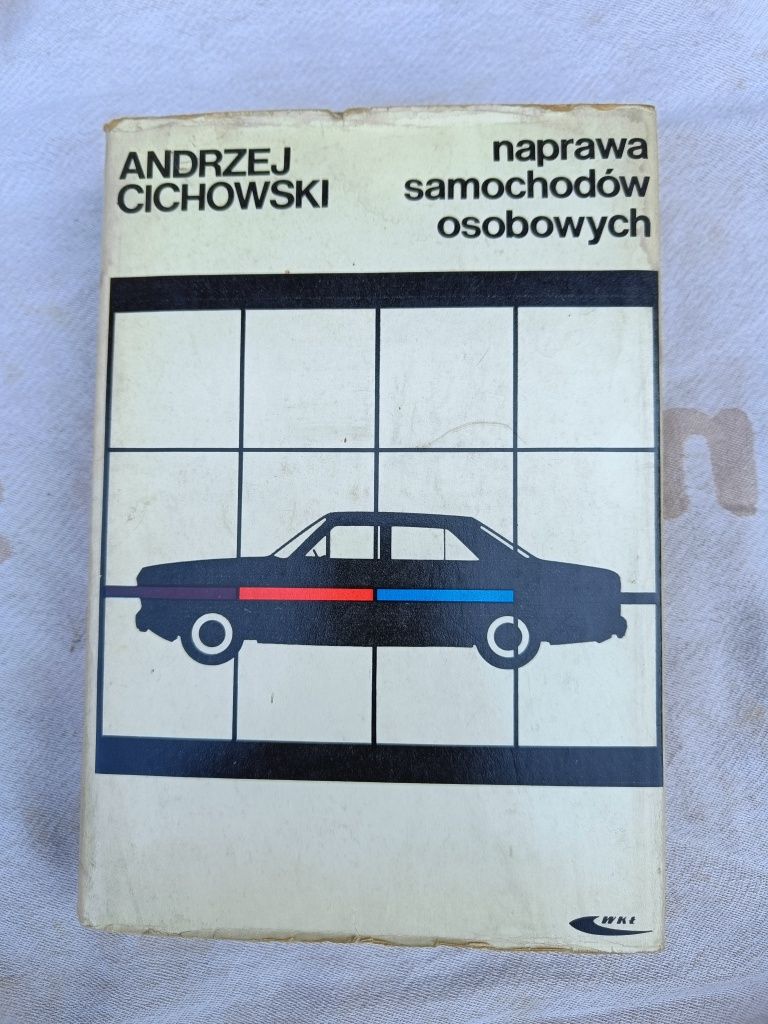 ANDRZEJ
CICHOWSKI
naprawa
samochodów
osobowych
WKŁ